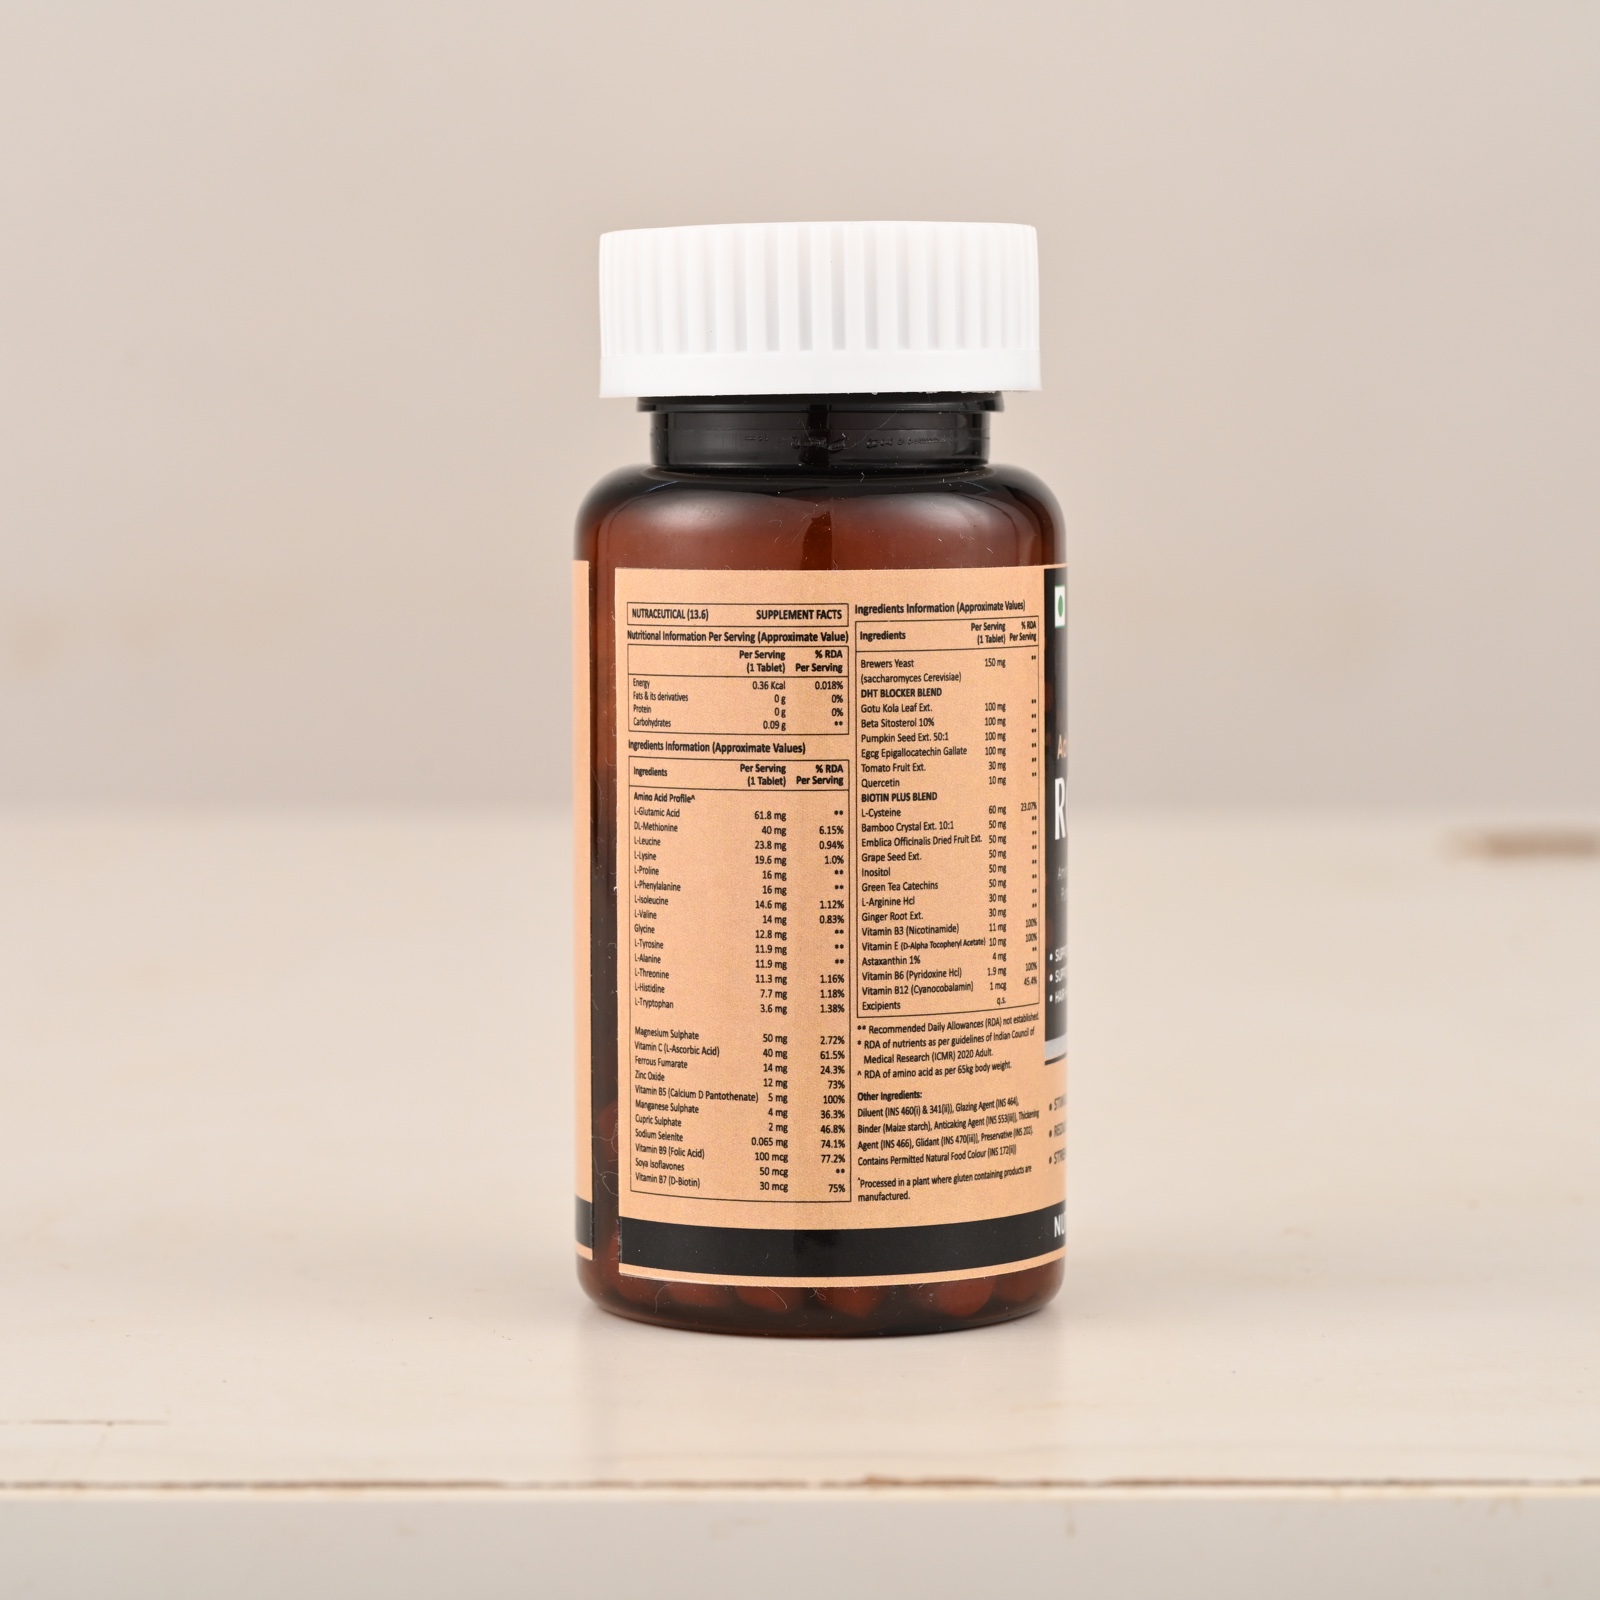 NUTRACEUTICAL (13.6) SUPPLEMENT FACTS
Nutritional Information Per Serving (Approximate Value)
Per Serving % RDA
(1 Tablet) Per Serving
Energy 0.36 Kcal 0.018%
Fats & its derivatives 0 g 0%
Protein 0 g 0%
Carbohydrates 0.09 g **
Ingredients Information (Approximate Values)
Ingredients Per Serving % RDA
(1 Tablet) Per Serving
Amino Acid Profile^
L-Glutamic Acid 61.8 mg **
DL-Methionine 40 mg 6.15%
L-Leucine 23.8 mg 0.94%
L-Lysine 19.6 mg 1.0%
L-Proline 16 mg **
L-Phenylalanine 16 mg **
L-Isoleucine 14.6 mg 1.12%
L-Valine 14 mg 0.83%
Glycine 12.8 mg **
L-Tyrosine 11.9 mg **
L-Alanine 11.9 mg **
L-Threonine 11.3 mg 1.16%
L-Histidine 7.7 mg 1.18%
L-Tryptophan 3.6 mg 1.38%
Magnesium Sulphate 50 mg 2.72%
Vitamin C (L-Ascorbic Acid) 40 mg 61.5%
Ferrous Fumarate 14 mg 24.3%
Zinc Oxide 12 mg 73%
Vitamin B5 (Calcium D Pantothenate) 5 mg 100%
Manganese Sulphate 4 mg 36.3%
Cupric Sulphate 2 mg 46.8%
Sodium Selenite 0.065 mg 74.1%
Vitamin B9 (Folic Acid) 100 mcg 77.2%
Soya Isoflavones 50 mcg **
Vitamin B7 (D-Biotin) 30 mcg 75%
Ingredients Information (Approximate Values)
Ingredients Per Serving % RDA
(1 Tablet) Per Serving
Brewers Yeast 150 mg **
(saccharomyces Cerevisiae)
DHT BLOCKER BLEND
Gotu Kola Leaf Ext. 100 mg **
Beta Sitosterol 10% 100 mg **
Pumpkin Seed Ext. 50:1 100 mg **
Egcg Epigallocatechin Gallate 100 mg **
Tomato Fruit Ext. 30 mg **
Quercetin 10 mg **
BIOTIN PLUS BLEND
L-Cysteine 60 mg 23.07%
Bamboo Crystal Ext. 10:1 50 mg **
Emblica Officinalis Dried Fruit Ext. 50 mg **
Grape Seed Ext. 50 mg **
Inositol 50 mg **
Green Tea Catechins 50 mg **
L-Arginine Hcl 30 mg **
Ginger Root Ext. 30 mg **
Vitamin B3 (Nicotinamide) 11 mg 100%
Vitamin E (D-Alpha Tocopheryl Acetate) 10 mg 100%
Astaxanthin 1% 4 mg **
Vitamin B6 (Pyridoxine Hcl) 1.9 mg 100%
Vitamin B12 (Cyanocobalamin) 1 mcg 45.4%
Excipients q.s.
** Recommended Daily Allowances (RDA) not established.
* RDA of nutrients as per guidelines of Indian Council of
Medical Research (ICMR) 2020 Adult.
^ RDA of amino acid as per 65kg body weight.
Other Ingredients:
Diluent (INS 460(i) & 341(ii)), Glazing Agent (INS 464),
Binder (Maize starch), Anticaking Agent (INS 553(iii)), Thickening
Agent (INS 466), Glidant (INS 470(iii)), Preservative (INS 202).
Contains Permitted Natural Food Colour (INS 172(ii))
*Processed in a plant where gluten containing products are
manufactured.